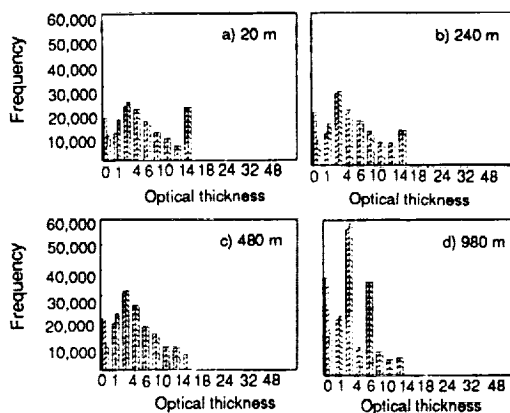 60,000
50,000
40,000
30,000
20,000
10,000
Frequency
a) 20 m
0 1 4 6 10 14 18 24 32 48
Optical thickness
b) 240 m
0 1 4 6 10 14 18 24 32 48
Optical thickness
60,000
50,000
40,000
30,000
20,000
10,000
Frequency
c) 480 m
0 1 4 6 10 14 18 24 32 48
Optical thickness
d) 980 m
0 1 4 6 10 14 18 24 32 48
Optical thickness